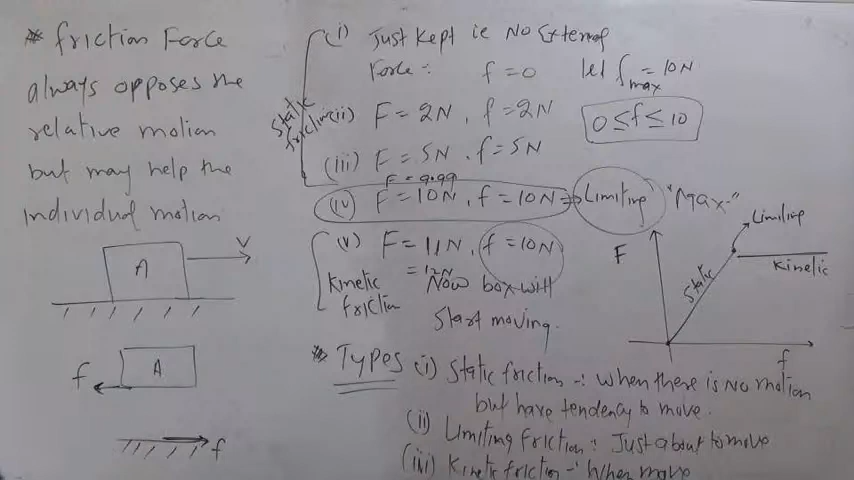 * friction Force
always opposes the
relative motion
but may help the
individual motion
A
V
A
f
f
Static
friction
(i) Just kept ie No External
Force :- f = 0
let fmax = 10N
0 ≤ f ≤ 10
(ii) F = 2N, f = 2N
(iii) F = 5N, f = 5N
F = 9.99
(iv) F = 10N, f = 10N ⇒ Limiting "Max-"
(v) F = 11N, f = 10N
= 12N
Kinetic
friction
Now box will
Start moving.
F
Static
Limiting
Kinetic
f
* Types (i) Static friction -: When there is No motion
but have tendency to move.
(ii) Limiting friction : Just about to move
(iii) Kinetic friction -: When move